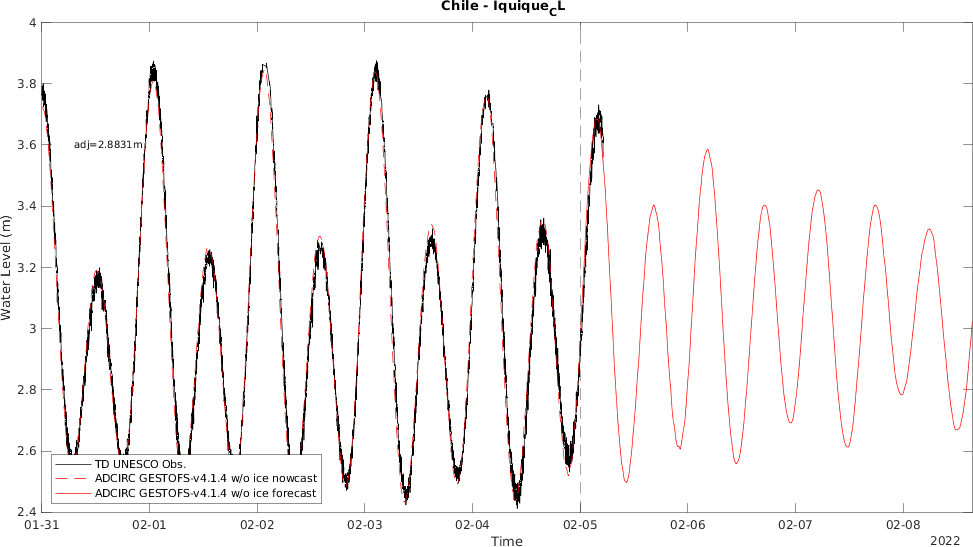 Chile - Iquique_CL
4
3.8
3.6
3.4
3.2
3
2.8
2.6
2.4
Water Level (m)
adj=2.8831m
TD UNESCO Obs.
ADCIRC GESTOFS-v4.1.4 w/o ice nowcast
ADCIRC GESTOFS-v4.1.4 w/o ice forecast
01-31 02-01 02-02 02-03 02-04 02-05 02-06 02-07 02-08
Time 2022